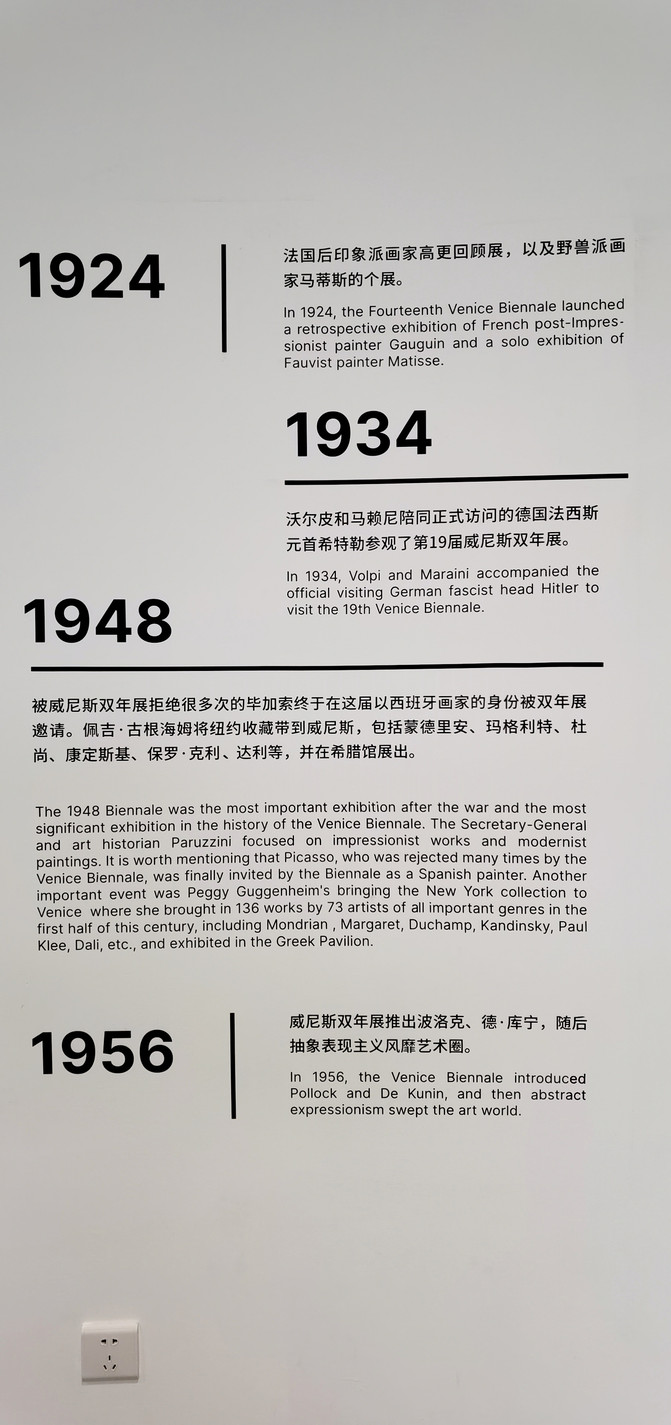 1924
法国后印象派画家高更回顾展，以及野兽派画
家马蒂斯的个展。
In 1924, the Fourteenth Venice Biennale launched
a retrospective exhibition of French post-Impres-
sionist painter Gauguin and a solo exhibition of
Fauvist painter Matisse.
1934
沃尔皮和马赖尼陪同正式访问的德国法西斯
元首希特勒参观了第19届威尼斯双年展。
In 1934, Volpi and Maraini accompanied the
official visiting German fascist head Hitler to
visit the 19th Venice Biennale.
1948
被威尼斯双年展拒绝很多次的毕加索终于在这届以西班牙画家的身份被双年展
邀请。佩吉·古根海姆将纽约收藏带到威尼斯，包括蒙德里安、玛格利特、杜
尚、康定斯基、保罗·克利、达利等，并在希腊馆展出。
The 1948 Biennale was the most important exhibition after the war and the most
significant exhibition in the history of the Venice Biennale. The Secretary-General
and art historian Paruzzini focused on impressionist works and modernist
paintings. It is worth mentioning that Picasso, who was rejected many times by the
Venice Biennale, was finally invited by the Biennale as a Spanish painter. Another
important event was Peggy Guggenheim's bringing the New York collection to
Venice where she brought in 136 works by 73 artists of all important genres in the
first half of this century, including Mondrian , Margaret, Duchamp, Kandinsky, Paul
Klee, Dali, etc., and exhibited in the Greek Pavilion.
1956
威尼斯双年展推出波洛克、德·库宁，随后
抽象表现主义风靡艺术圈。
In 1956, the Venice Biennale introduced
Pollock and De Kunin, and then abstract
expressionism swept the art world.